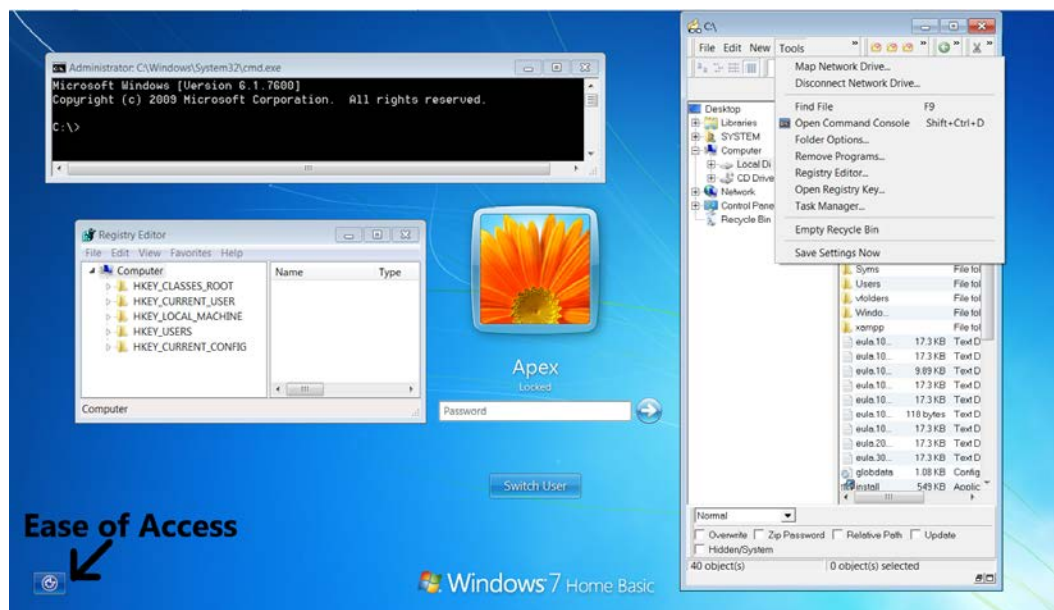 Administrator: C:\Windows\System32\cmd.exe
Microsoft Windows [Version 6.1.7600]
Copyright (c) 2009 Microsoft Corporation. All rights reserved.
C:\>
Registry Editor
File Edit View Favorites Help
Computer
HKEY_CLASSES_ROOT
HKEY_CURRENT_USER
HKEY_LOCAL_MACHINE
HKEY_USERS
HKEY_CURRENT_CONFIG
Name Type
Computer
Apex
Locked
Password
Switch User
Ease of Access
Windows 7 Home Basic
C:\
File Edit New Tools
Map Network Drive...
Disconnect Network Drive...
Find File F9
Open Command Console Shift+Ctrl+D
Folder Options...
Remove Programs...
Registry Editor...
Open Registry Key...
Task Manager...
Empty Recycle Bin
Save Settings Now
Desktop
Libraries
SYSTEM
Computer
Local Di
CD Drive
Network
Control Pane
Recycle Bin
Syms File fol
Users File fol
vfolders File fol
Windo... File fol
xampp File fol
eula.10... 17.3 KB Text D
eula.10... 17.3 KB Text D
eula.10... 9.89 KB Text D
eula.10... 17.3 KB Text D
eula.10... 17.3 KB Text D
eula.10... 118 bytes Text D
eula.10... 17.3 KB Text D
eula.20... 17.3 KB Text D
eula.30... 17.3 KB Text D
globdata 1.08 KB Config
install 549 KB Applic
Normal
Overwrite Zip Password Relative Path Update
Hidden/System
40 object(s) 0 object(s) selected